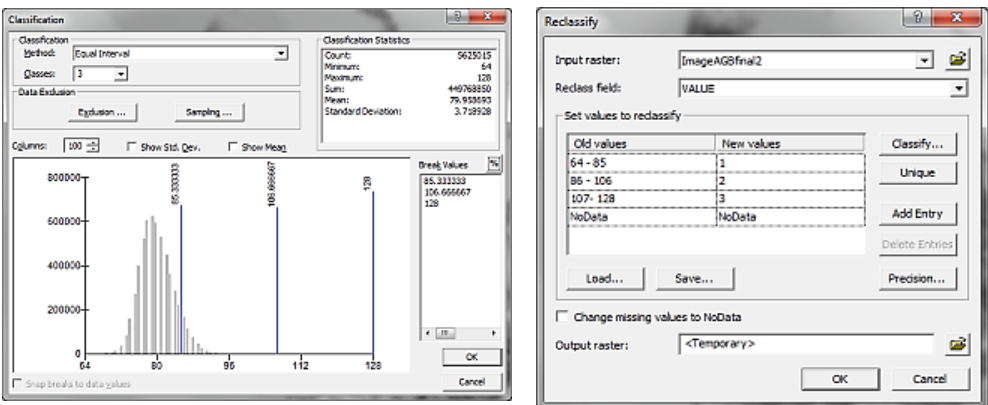 Classification
Classification
Method: Equal Interval
Classes: 3
Data Exclusion
Exclusion ... Sampling ...
Classification Statistics
Count: 5625015
Minimum: 64
Maximum: 128
Sum: 449768850
Mean: 79.953693
Standard Deviation: 3.718928
Columns: 100 Show Std. Dev. Show Mean
Break Values %
85.333333
106.666667
128
800000
600000
400000
200000
0
85.333333
106.666667
128
64 80 96 112 128
Snap breaks to data values
OK
Cancel
Reclassify
Input raster: ImageAGBfinal2
Reclass field: VALUE
Set values to reclassify
Old values New values
64 - 85 1
86 - 106 2
107- 128 3
NoData NoData
Classify...
Unique
Add Entry
Delete Entries
Load... Save... Precision...
Change missing values to NoData
Output raster: <Temporary>
OK Cancel